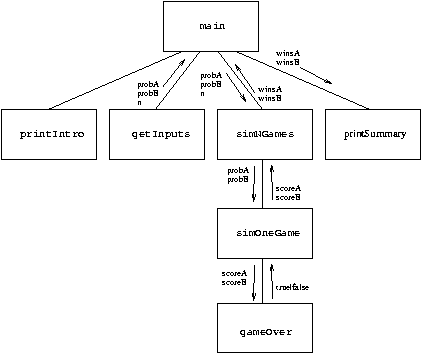 main
winsA
winsB
probA
probB
n
probA
probB
n
winsA
winsB
printIntro
getInputs
simNGames
printSummary
probA
probB
scoreA
scoreB
simOneGame
scoreA
scoreB
true|false
gameOver